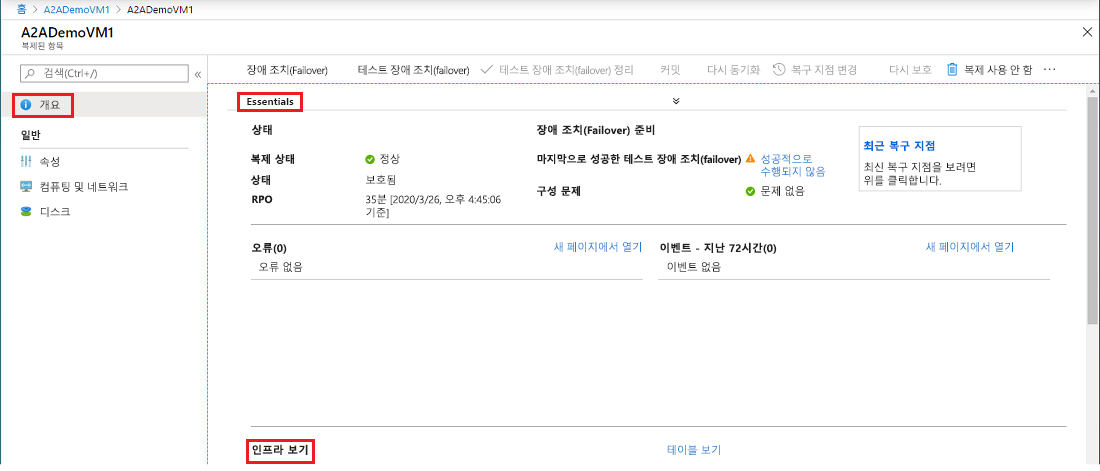 홈 > A2ADemoVM1 > A2ADemoVM1
A2ADemoVM1
복제된 항목
검색(Ctrl+/)
개요
일반
속성
컴퓨팅 및 네트워크
디스크
장애 조치(Failover) 테스트 장애 조치(failover) 테스트 장애 조치(failover) 정리 커밋 다시 동기화 복구 지점 변경 다시 보호 복제 사용 안 함 ···
Essentials
상태
복제 상태 정상
상태 보호됨
RPO 35분 [2020/3/26, 오후 4:45:06
기준]
장애 조치(Failover) 준비
마지막으로 성공한 테스트 장애 조치(failover) 성공적으로
수행되지 않음
구성 문제 문제 없음
최근 복구 지점
최신 복구 지점을 보려면
위를 클릭합니다.
오류(0) 새 페이지에서 열기
오류 없음
이벤트 - 지난 72시간(0) 새 페이지에서 열기
이벤트 없음
인프라 보기 테이블 보기